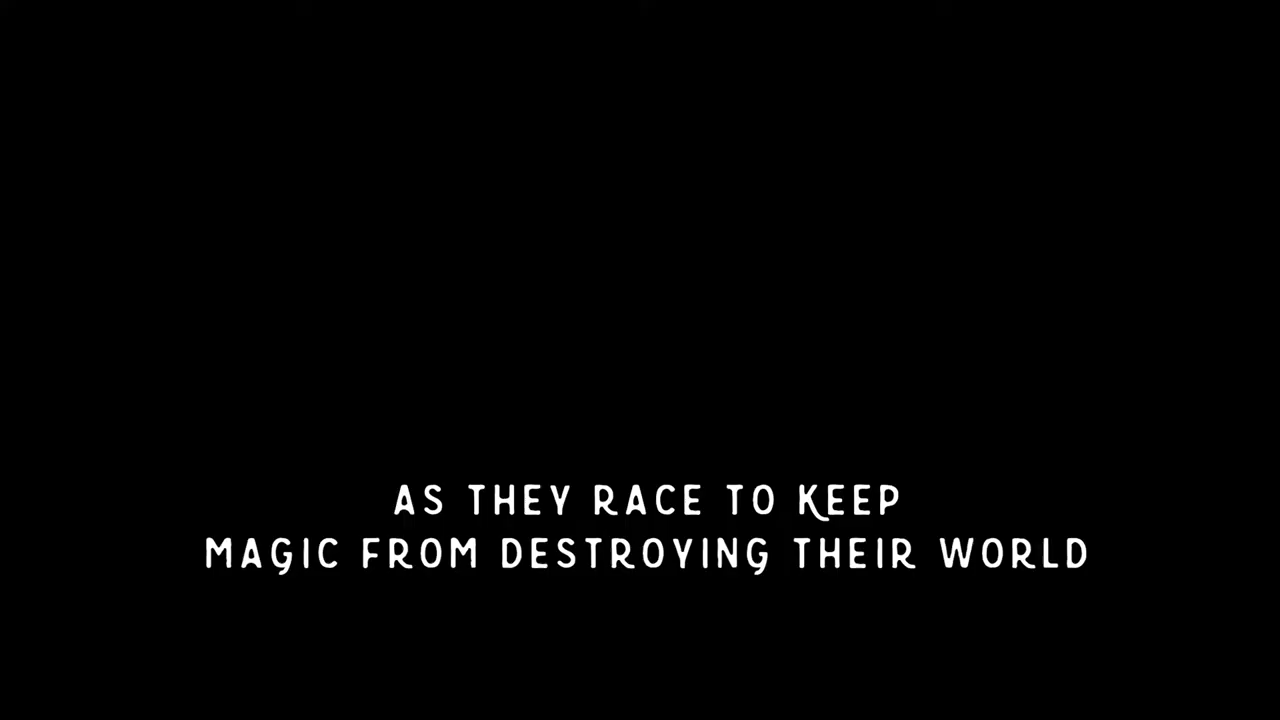 AS THEY RACE TO KEEP
MAGIC FROM DESTROYING THEIR WORLD